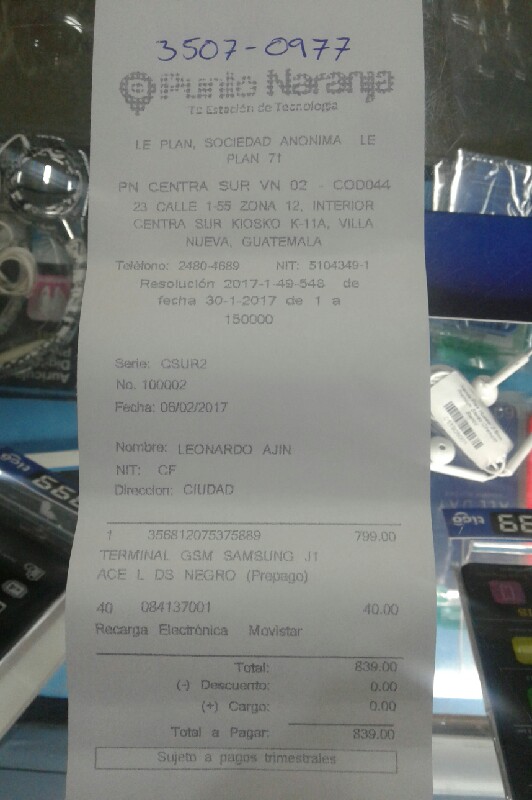 3507-0977
Punto Naranja
Tu Estación de Tecnología
LE PLAN, SOCIEDAD ANONIMA LE
PLAN 71
PN CENTRA SUR VN 02 - COD044
23 CALLE 1-55 ZONA 12, INTERIOR
CENTRA SUR KIOSKO K-11A, VILLA
NUEVA, GUATEMALA
Teléfono: 2480-4689 NIT: 5104349-1
Resolución 2017-1-49-548 de
fecha 30-1-2017 de 1 a
150000
Serie: CSUR2
No. 100002
Fecha: 05/02/2017
Nombre: LEONARDO AJIN
NIT: CF
Direccion: CIUDAD
1 356812075375889 799.00
TERMINAL GSM SAMSUNG J1
ACE L DS NEGRO (Prepago)
40 084137001 40.00
Recarga Electrónica Movistar
Total: 839.00
(-) Descuento: 0.00
(+) Cargo: 0.00
Total a Pagar: 839.00
Sujeto a pagos trimestrales
tigo
tigo